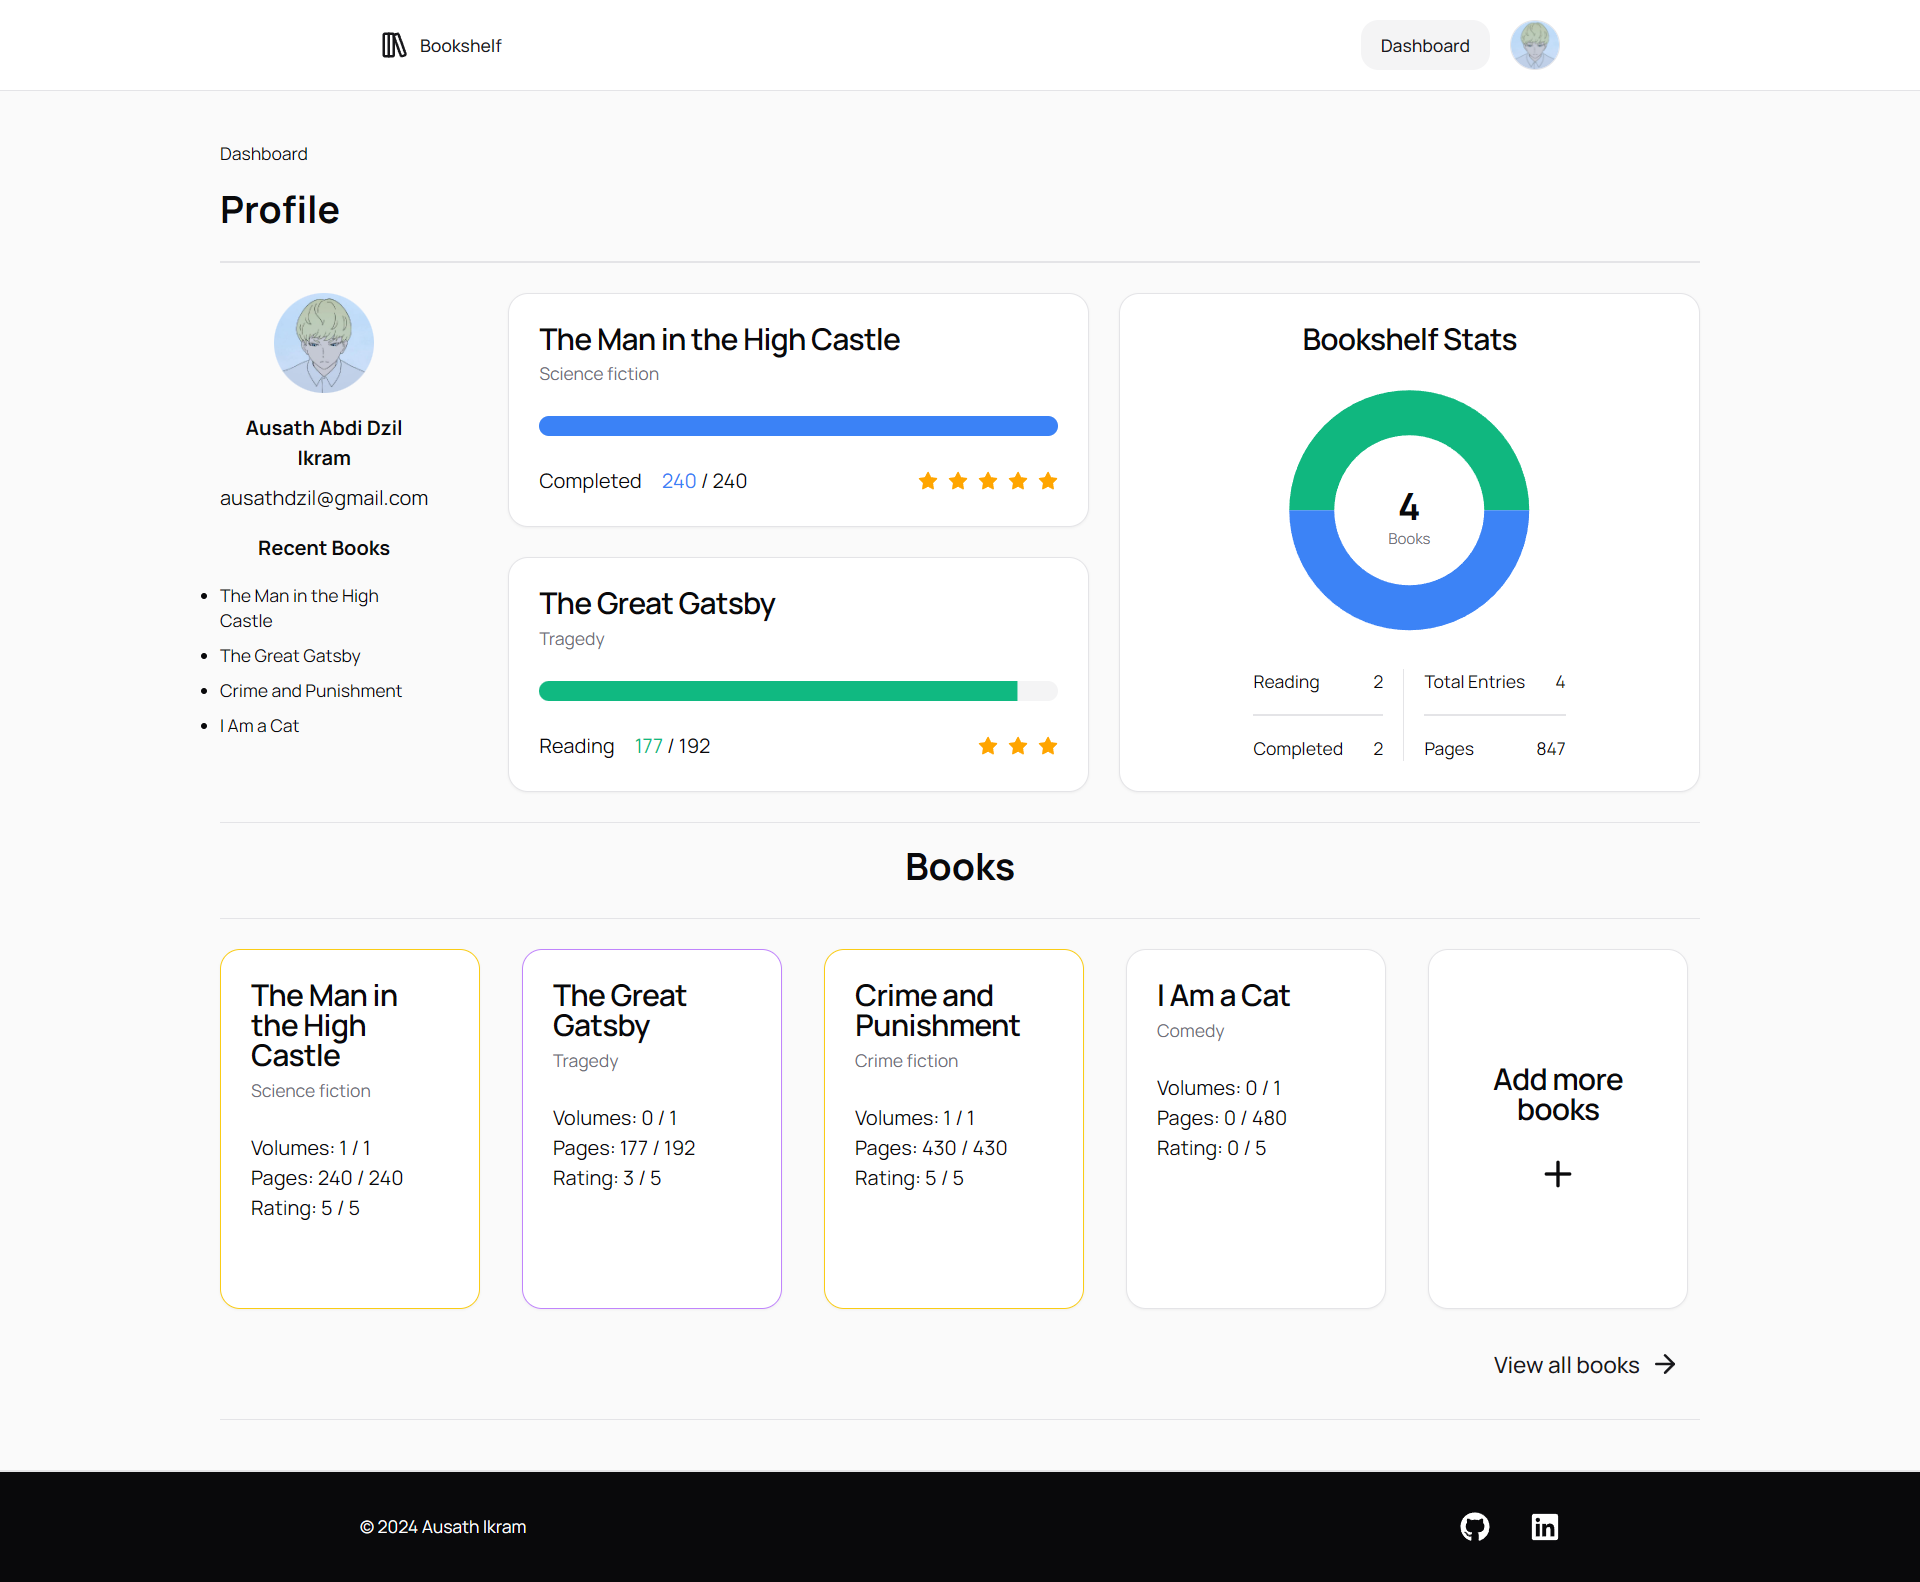 Bookshelf
Dashboard
Dashboard
Profile
Ausath Abdi Dzil
Ikram
ausathdzil@gmail.com
Recent Books
The Man in the High
Castle
The Great Gatsby
Crime and Punishment
I Am a Cat
The Man in the High Castle
Science fiction
Completed 240 / 240
The Great Gatsby
Tragedy
Reading 177 / 192
Bookshelf Stats
4
Books
Reading 2
Total Entries 4
Completed 2
Pages 847
Books
The Man in
the High
Castle
Science fiction
Volumes: 1 / 1
Pages: 240 / 240
Rating: 5 / 5
The Great
Gatsby
Tragedy
Volumes: 0 / 1
Pages: 177 / 192
Rating: 3 / 5
Crime and
Punishment
Crime fiction
Volumes: 1 / 1
Pages: 430 / 430
Rating: 5 / 5
I Am a Cat
Comedy
Volumes: 0 / 1
Pages: 0 / 480
Rating: 0 / 5
Add more
books
View all books
© 2024 Ausath Ikram